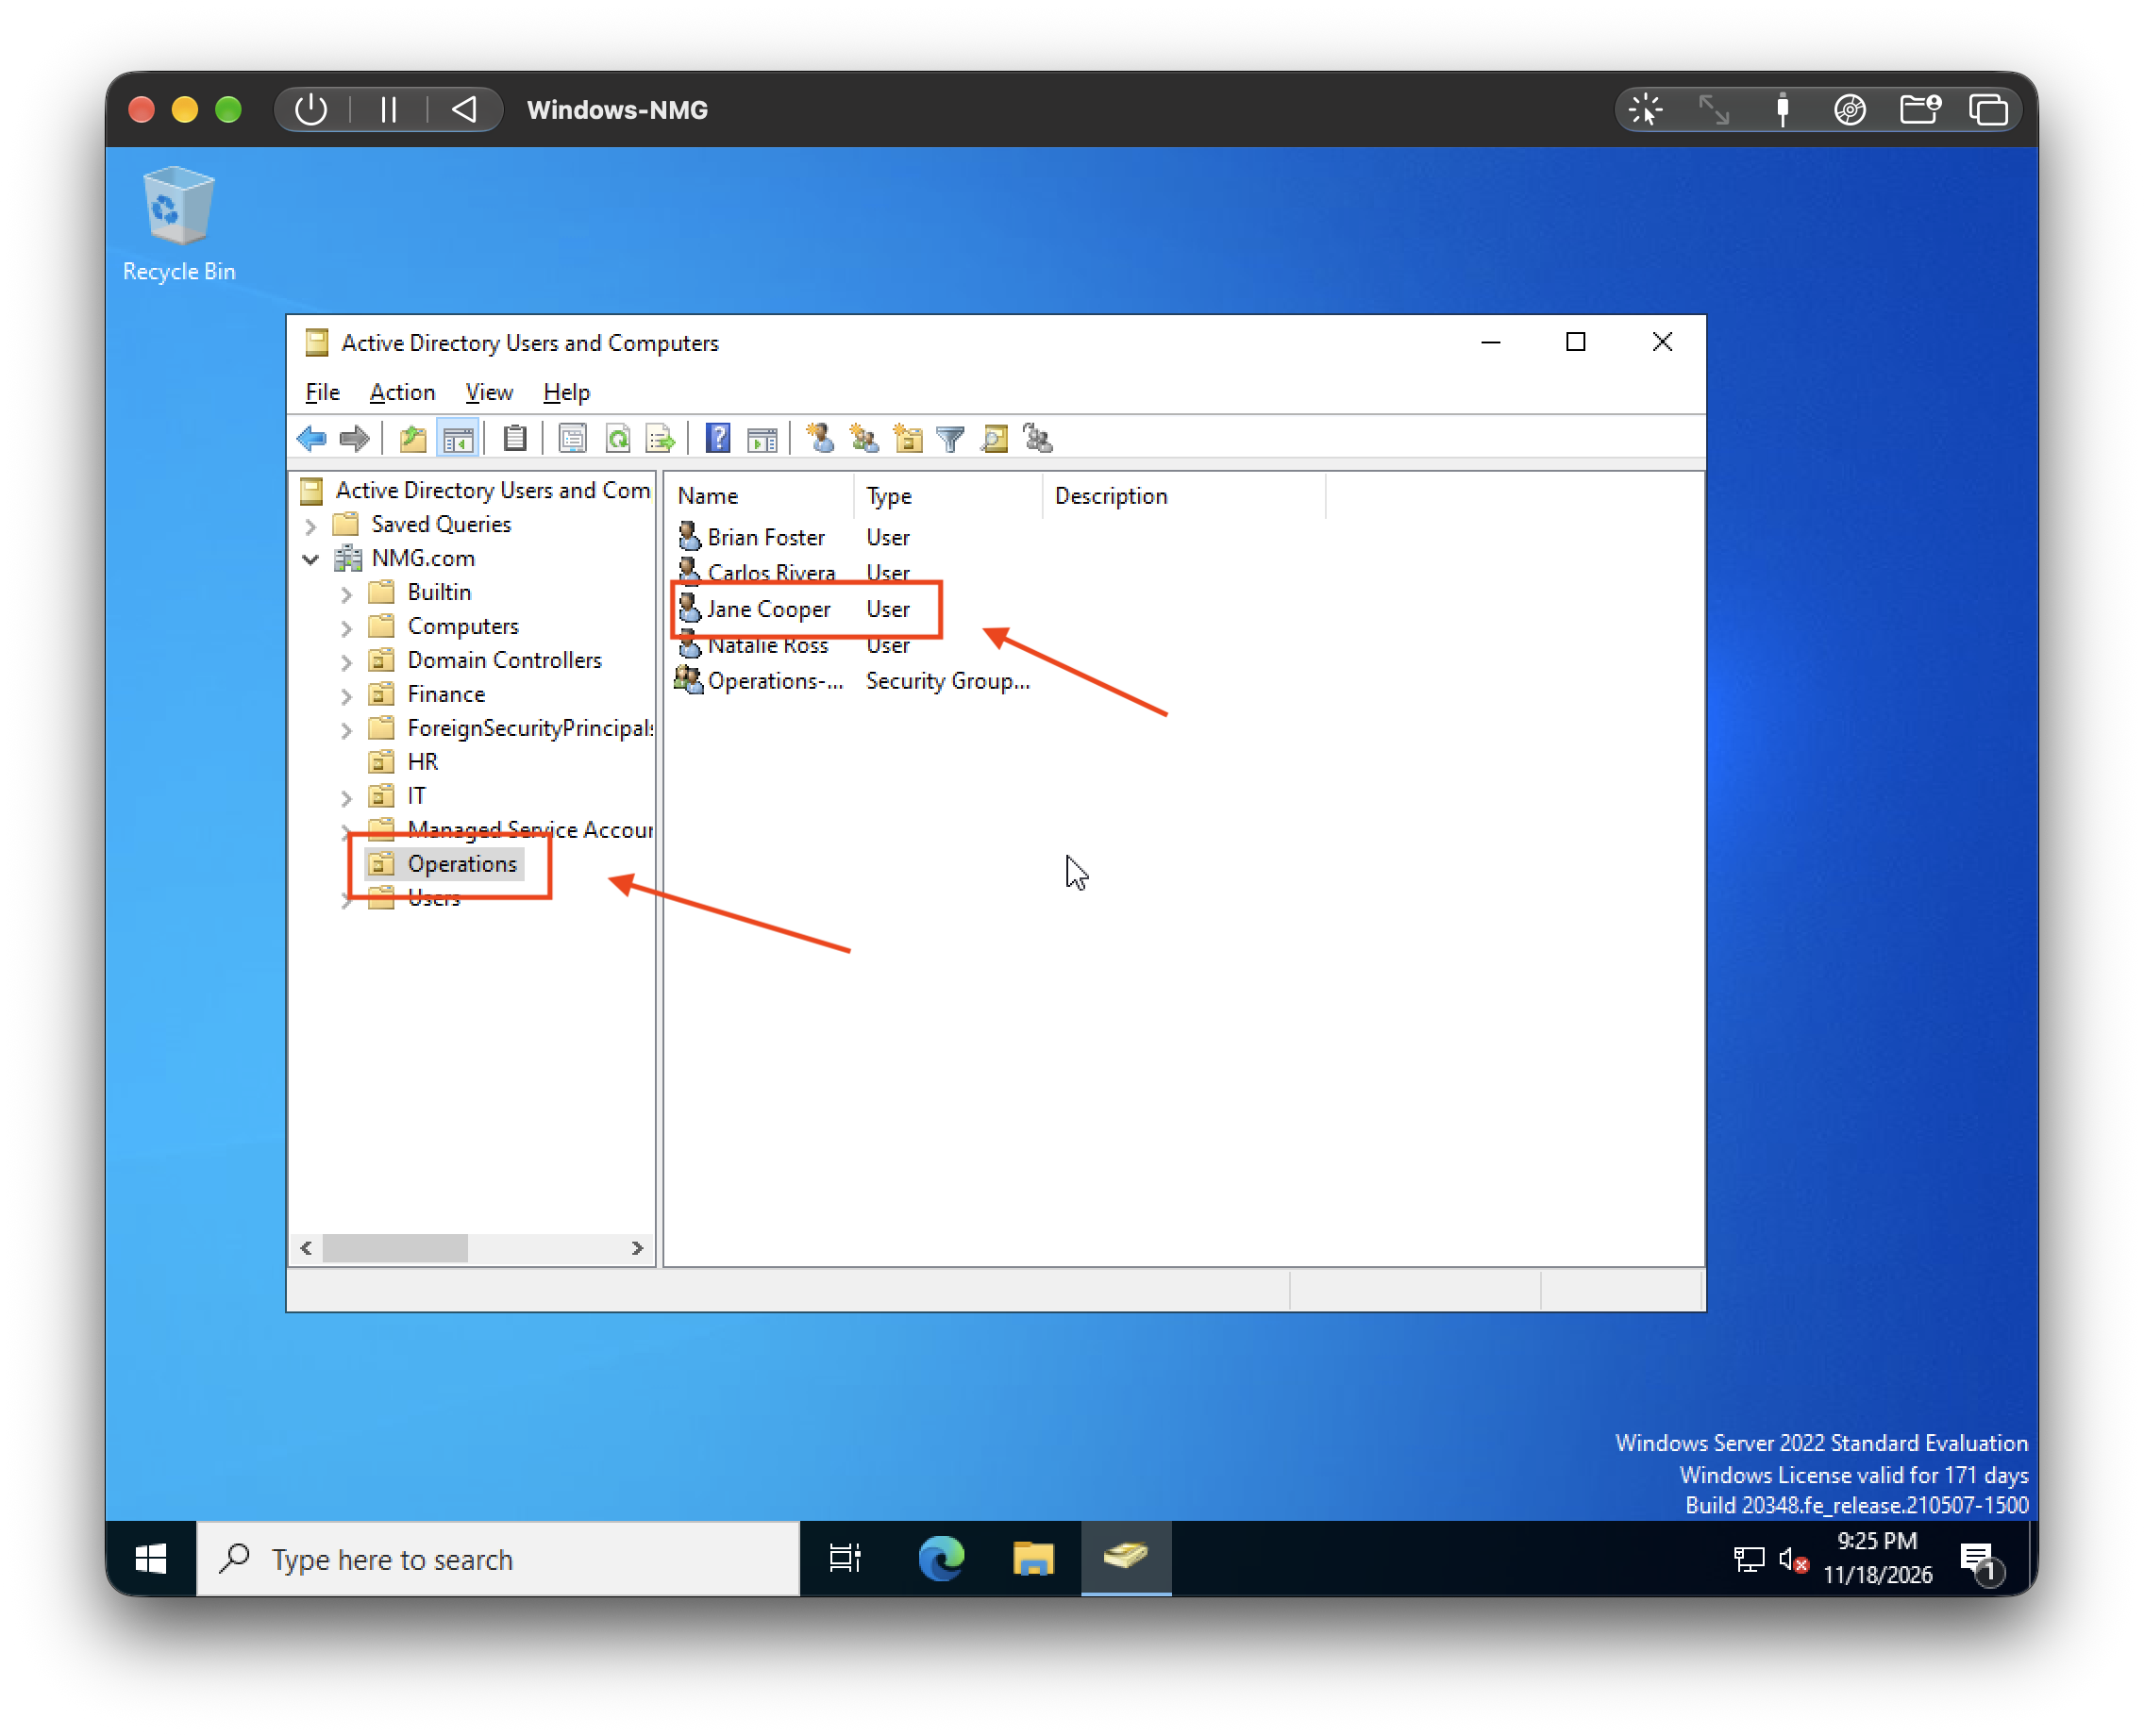 Windows-NMG
Recycle Bin
Active Directory Users and Computers
File Action View Help
Active Directory Users and Com
Saved Queries
NMG.com
Builtin
Computers
Domain Controllers
Finance
ForeignSecurityPrincipals
HR
IT
Managed Service Accour
Operations
Users
Name Type Description
Brian Foster User
Carlos Rivera User
Jane Cooper User
Natalie Ross User
Operations-... Security Group...
Windows Server 2022 Standard Evaluation
Windows License valid for 171 days
Build 20348.fe_release.210507-1500
Type here to search
9:25 PM
11/18/2026
1